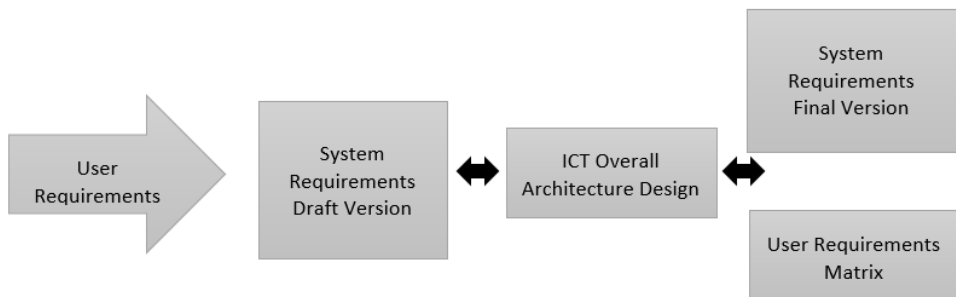 User
Requirements
System
Requirements
Draft Version
ICT Overall
Architecture Design
System
Requirements
Final Version
User Requirements
Matrix